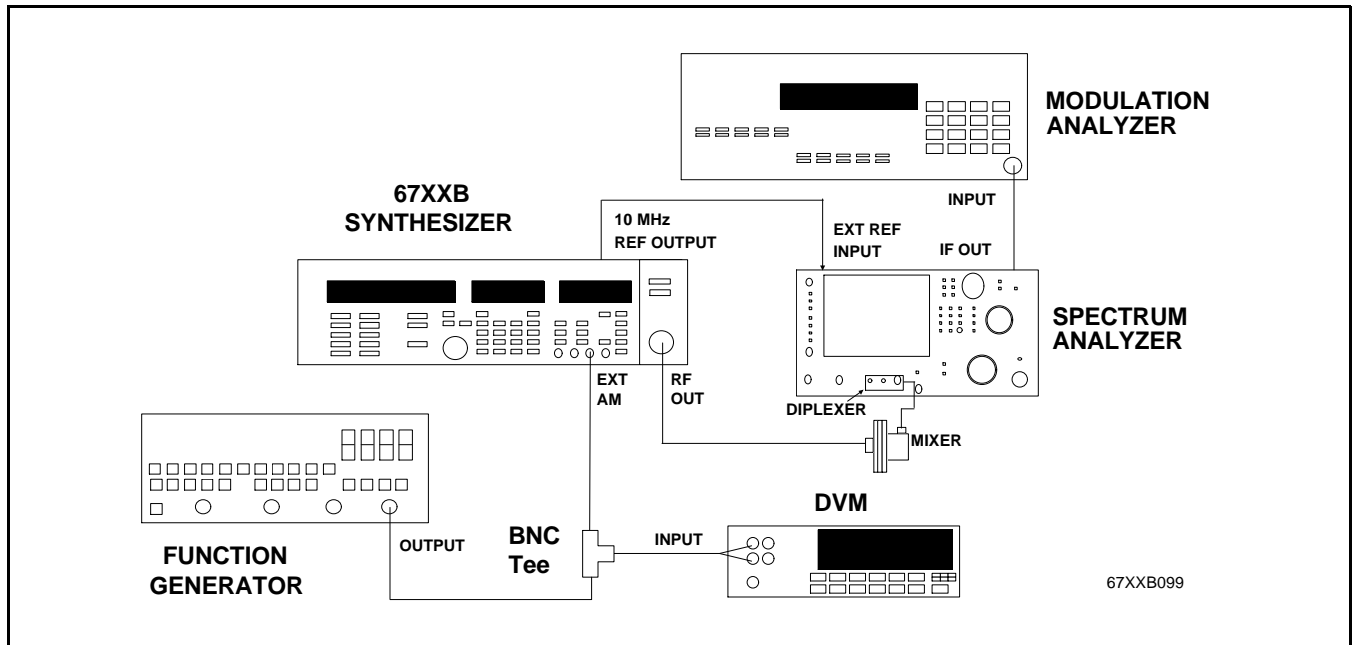 MODULATION
ANALYZER
67XXB
SYNTHESIZER
INPUT
10 MHz
REF OUTPUT
EXT REF
INPUT
IF OUT
SPECTRUM
ANALYZER
EXT
AM
RF
OUT
DIPLEXER
MIXER
DVM
BNC
Tee
INPUT
OUTPUT
FUNCTION
GENERATOR
67XXB099